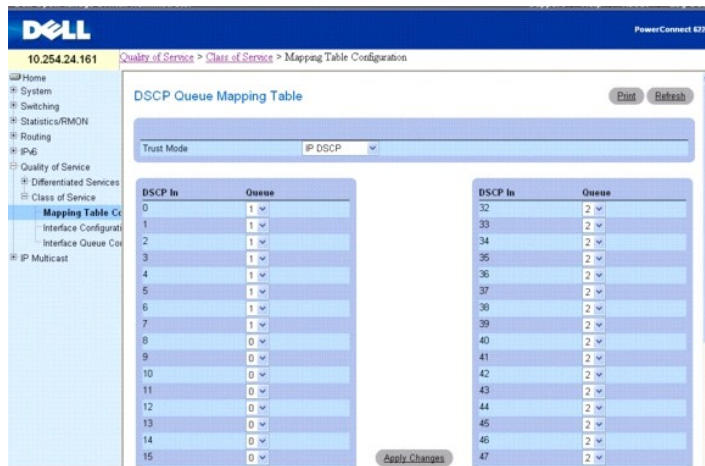 DELL
PowerConnect 622
10.254.24.161
Quality of Service > Class of Service > Mapping Table Configuration
Home
System
Switching
Statistics/RMON
Routing
IPv6
Quality of Service
Differentiated Services
Class of Service
Mapping Table Co
Interface Configurati
Interface Queue Con
IP Multicast
DSCP Queue Mapping Table
Print Refresh
Trust Mode IP DSCP
DSCP In Queue DSCP In Queue
0 1 32 2
1 1 33 2
2 1 34 2
3 1 35 2
4 1 36 2
5 1 37 2
6 1 38 2
7 1 39 2
8 0 40 2
9 0 41 2
10 0 42 2
11 0 43 2
12 0 44 2
13 0 45 2
14 0 46 2
15 0 Apply Changes 47 2